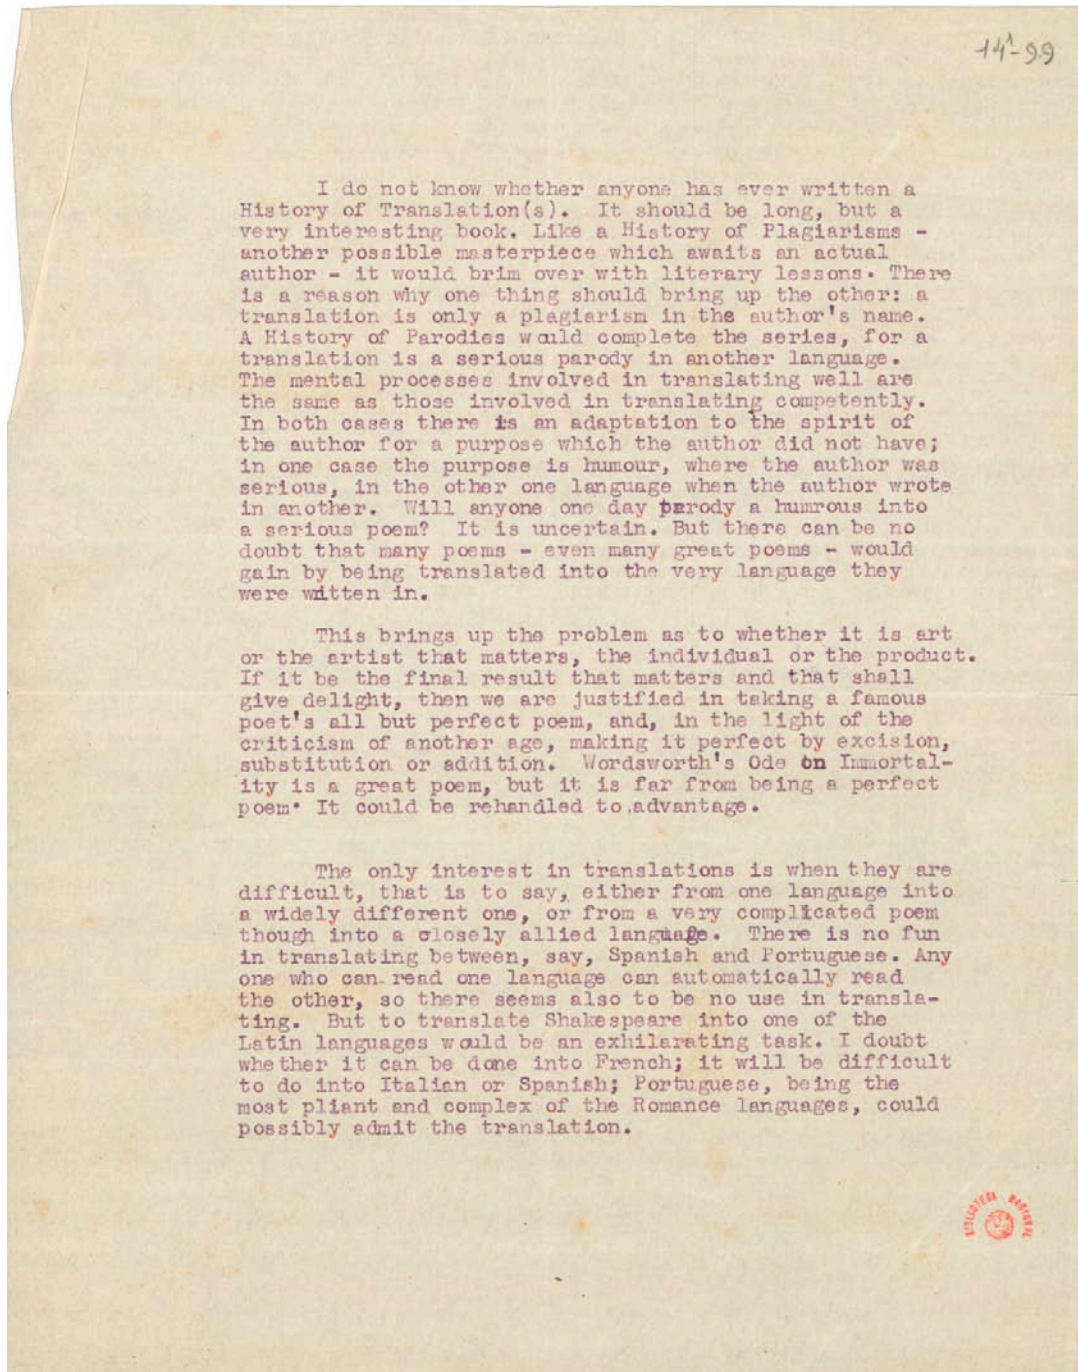 14¹-99
I do not know whether anyone has ever written a
History of Translation(s). It should be long, but a
very interesting book. Like a History of Plagiarisms -
another possible masterpiece which awaits an actual
author - it would brim over with literary lessons. There
is a reason why one thing should bring up the other: a
translation is only a plagiarism in the author's name.
A History of Parodies would complete the series, for a
translation is a serious parody in another language.
The mental processes involved in translating well are
the same as those involved in translating competently.
In both cases there is an adaptation to the spirit of
the author for a purpose which the author did not have;
in one case the purpose is humour, where the author was
serious, in the other one language when the author wrote
in another. Will anyone one day parody a humrous into
a serious poem? It is uncertain. But there can be no
doubt that many poems - even many great poems - would
gain by being translated into the very language they
were witten in.
This brings up the problem as to whether it is art
or the artist that matters, the individual or the product.
If it be the final result that matters and that shall
give delight, then we are justified in taking a famous
poet's all but perfect poem, and, in the light of the
criticism of another age, making it perfect by excision,
substitution or addition. Wordsworth's Ode on Immortal-
ity is a great poem, but it is far from being a perfect
poem. It could be rehandled to advantage.
The only interest in translations is when they are
difficult, that is to say, either from one language into
a widely different one, or from a very complicated poem
though into a closely allied language. There is no fun
in translating between, say, Spanish and Portuguese. Any
one who can read one language can automatically read
the other, so there seems also to be no use in transla-
ting. But to translate Shakespeare into one of the
Latin languages would be an exhilarating task. I doubt
whether it can be done into French; it will be difficult
to do into Italian or Spanish; Portuguese, being the
most pliant and complex of the Romance languages, could
possibly admit the translation.
BIBLIOTECA NACIONAL